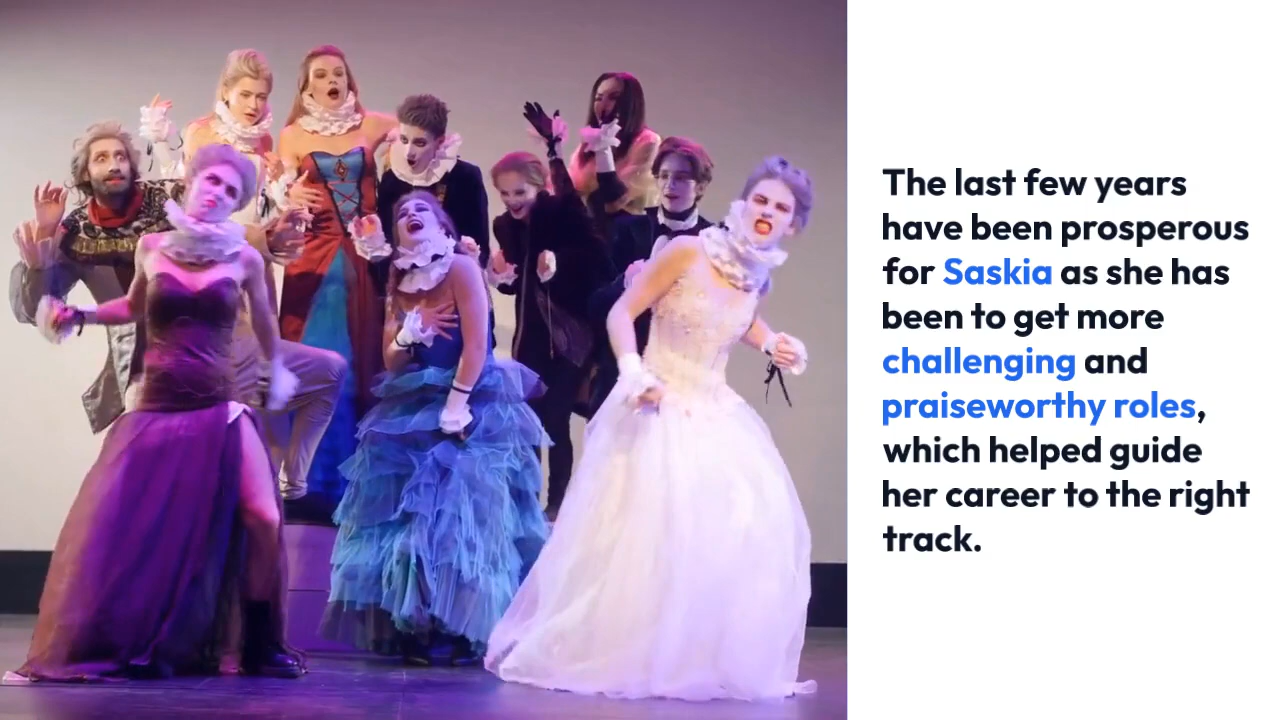 The last few years
have been prosperous
for Saskia as she has
been to get more
challenging and
praiseworthy roles,
which helped guide
her career to the right
track.